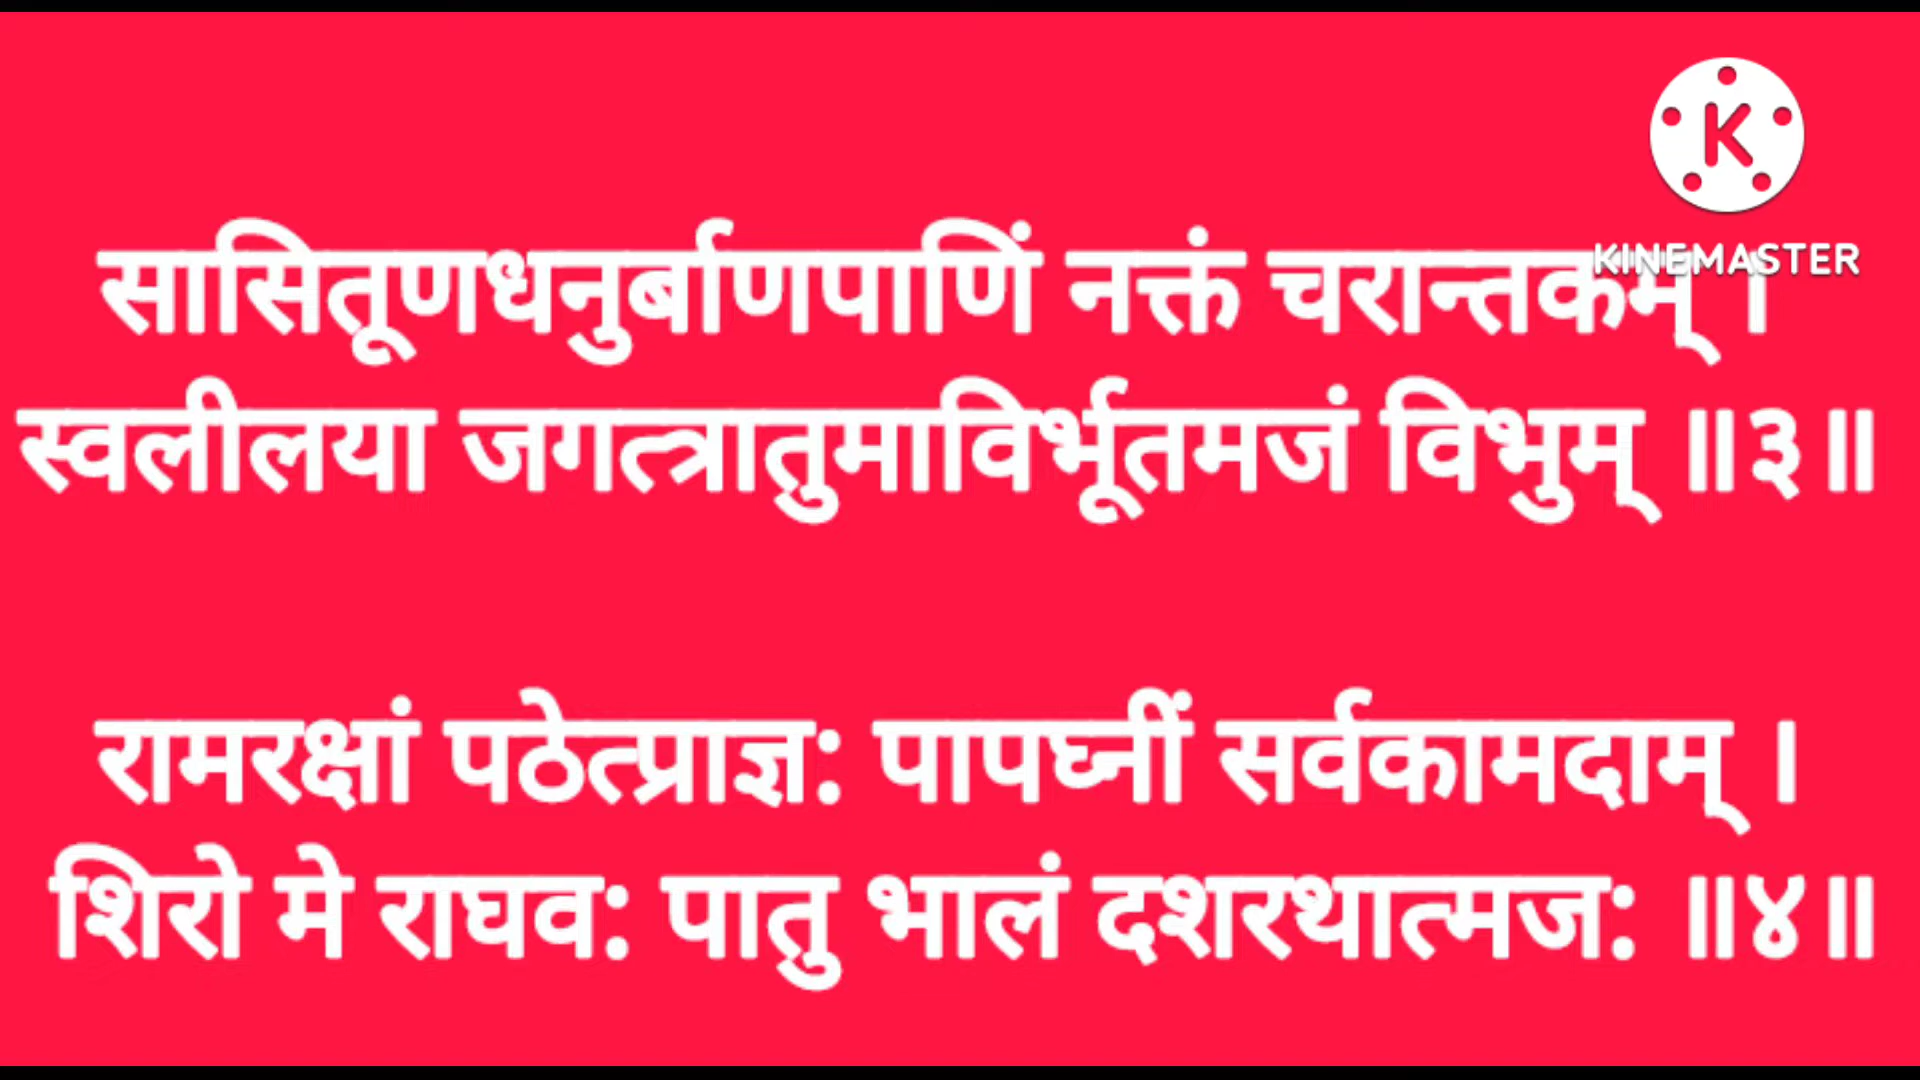 K
KINEMASTER
सासितूणधनुर्बाणपाणिं नक्तं चरान्तकम् ।
स्वलीलया जगत्त्रातुमाविर्भूतमजं विभुम् ॥३॥
रामरक्षां पठेत्प्राज्ञ: पापघ्नीं सर्वकामदाम् ।
शिरो मे राघव: पातु भालं दशरथात्मज: ॥४॥